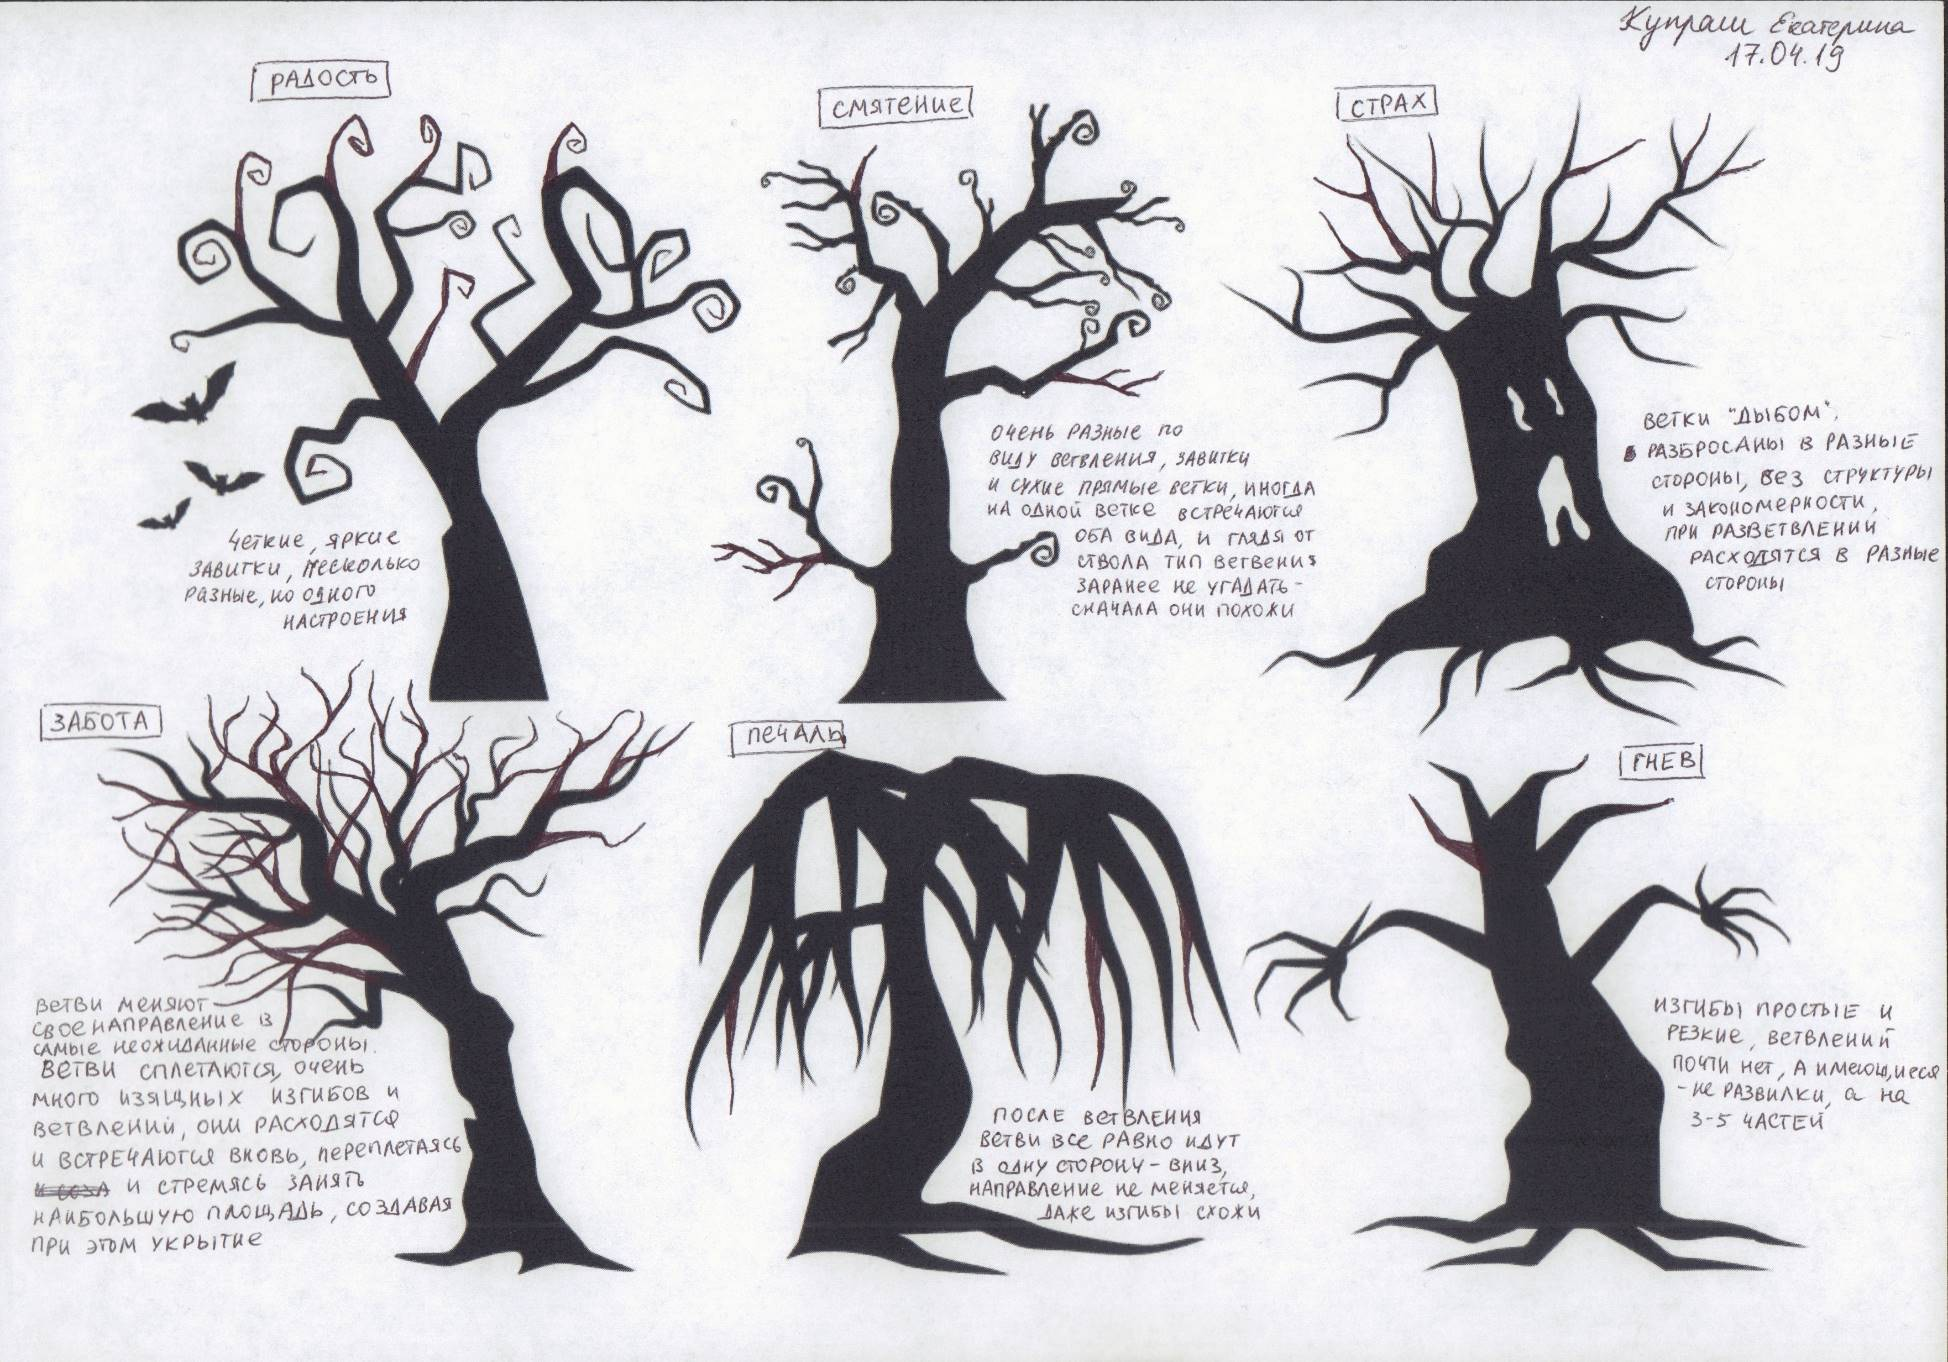 Купраш Екатерина
17.04.19
РАДОСТЬ
Четкие, яркие
завитки, несколько
разные, но одного
настроения
СМЯТЕНИЕ
очень разные по
виду ветвления, завитки
и сухие прямые ветки, иногда
на одной ветке встречаются
оба вида, и глядя от
ствола тип ветвения
заранее не угадать -
сначала они похожи
СТРАХ
ветки "дыбом",
разбросаны в разные
стороны, без структуры
и закономерности,
при разветвлении
расходятся в разные
стороны
ЗАБОТА
ветви меняют
свое направление в
самые неожиданные стороны.
Ветви сплетаются, очень
много изящных изгибов и
ветвлений, они расходятся
и встречаются вновь, переплетаясь
и стремясь занять
наибольшую площадь, создавая
при этом укрытие
ПЕЧАЛЬ
После ветвления
ветви все равно идут
в одну сторону - вниз,
направление не меняется,
даже изгибы схожи
ГНЕВ
изгибы простые и
резкие, ветвлений
почти нет, а имеющиеся
- не развилки, а на
3-5 частей